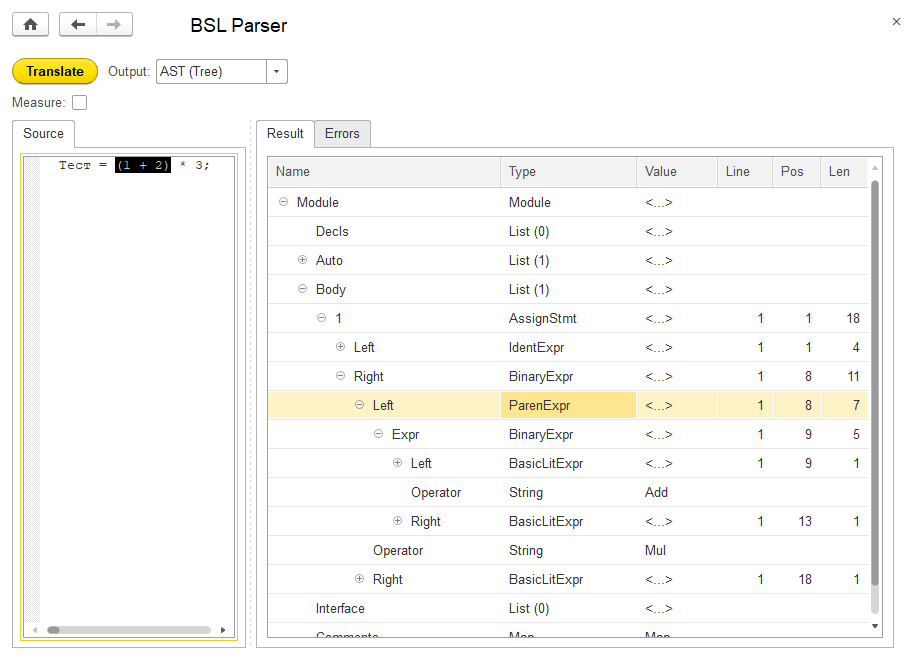 BSL Parser
Translate Output: AST (Tree)
Measure:
Source
Тест = (1 + 2) * 3;
Result Errors
Name Type Value Line Pos Len
Module Module <...>
Decls List (0) <...>
Auto List (1) <...>
Body List (1) <...>
1 AssignStmt <...> 1 1 18
Left IdentExpr <...> 1 1 4
Right BinaryExpr <...> 1 8 11
Left ParenExpr <...> 1 8 7
Expr BinaryExpr <...> 1 9 5
Left BasicLitExpr <...> 1 9 1
Operator String Add
Right BasicLitExpr <...> 1 13 1
Operator String Mul
Right BasicLitExpr <...> 1 18 1
Interface List (0) <...>
Comments Map Map